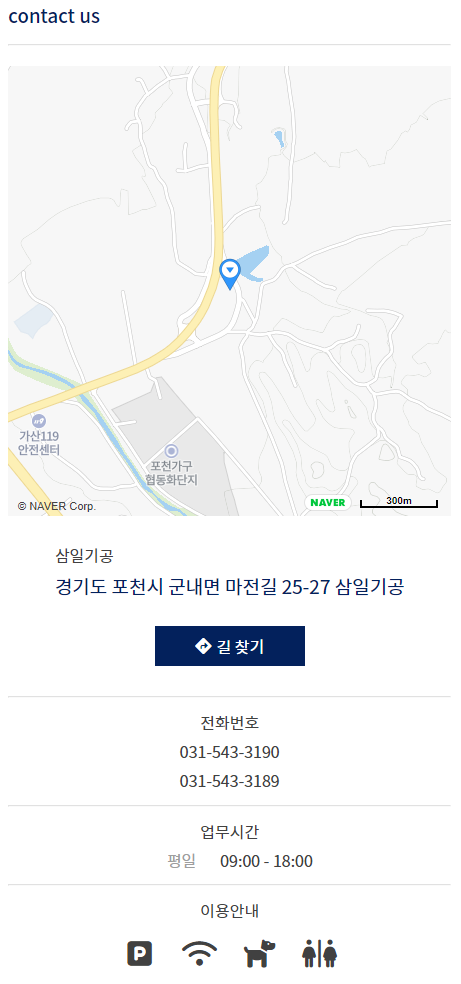 contact us
가산119
안전센터
포천가구
협동화단지
© NAVER Corp.
NAVER
300m
삼일기공
경기도 포천시 군내면 마전길 25-27 삼일기공
길 찾기
전화번호
031-543-3190
031-543-3189
업무시간
평일 09:00 - 18:00
이용안내
P